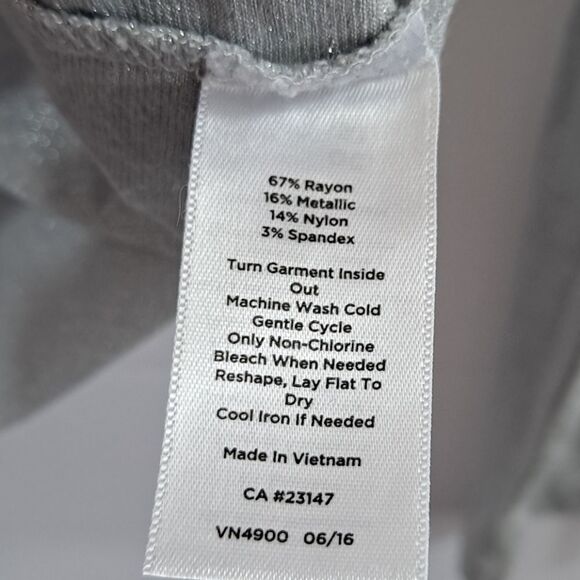 67% Rayon
16% Metallic
14% Nylon
3% Spandex
Turn Garment Inside
Out
Machine Wash Cold
Gentle Cycle
Only Non-Chlorine
Bleach When Needed
Reshape, Lay Flat To
Dry
Cool Iron If Needed
Made In Vietnam
CA #23147
VN4900 06/16